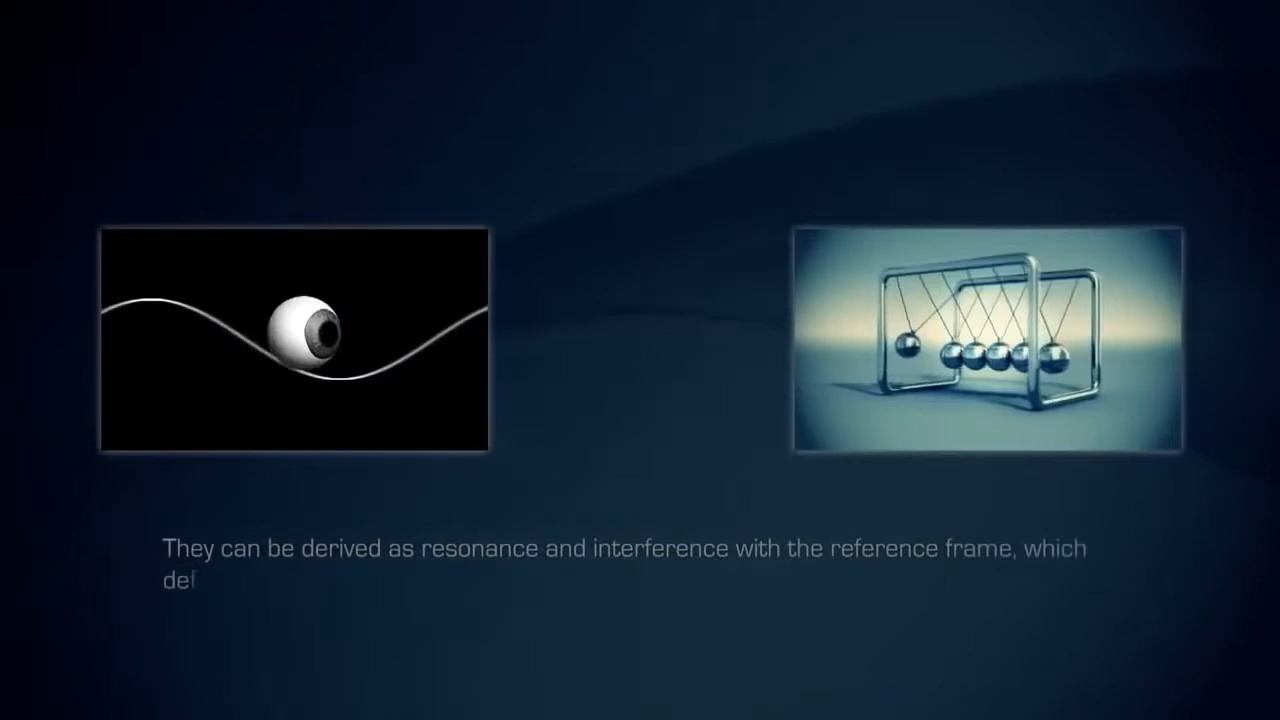 They can be derived as resonance and interference with the reference frame, which
def